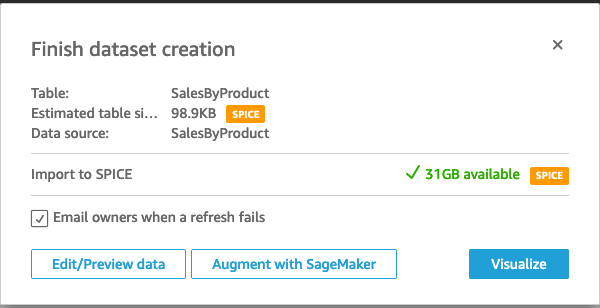 Finish dataset creation
Table: SalesByProduct
Estimated table si... 98.9KB SPICE
Data source: SalesByProduct
Import to SPICE 31GB available SPICE
Email owners when a refresh fails
Edit/Preview data Augment with SageMaker Visualize